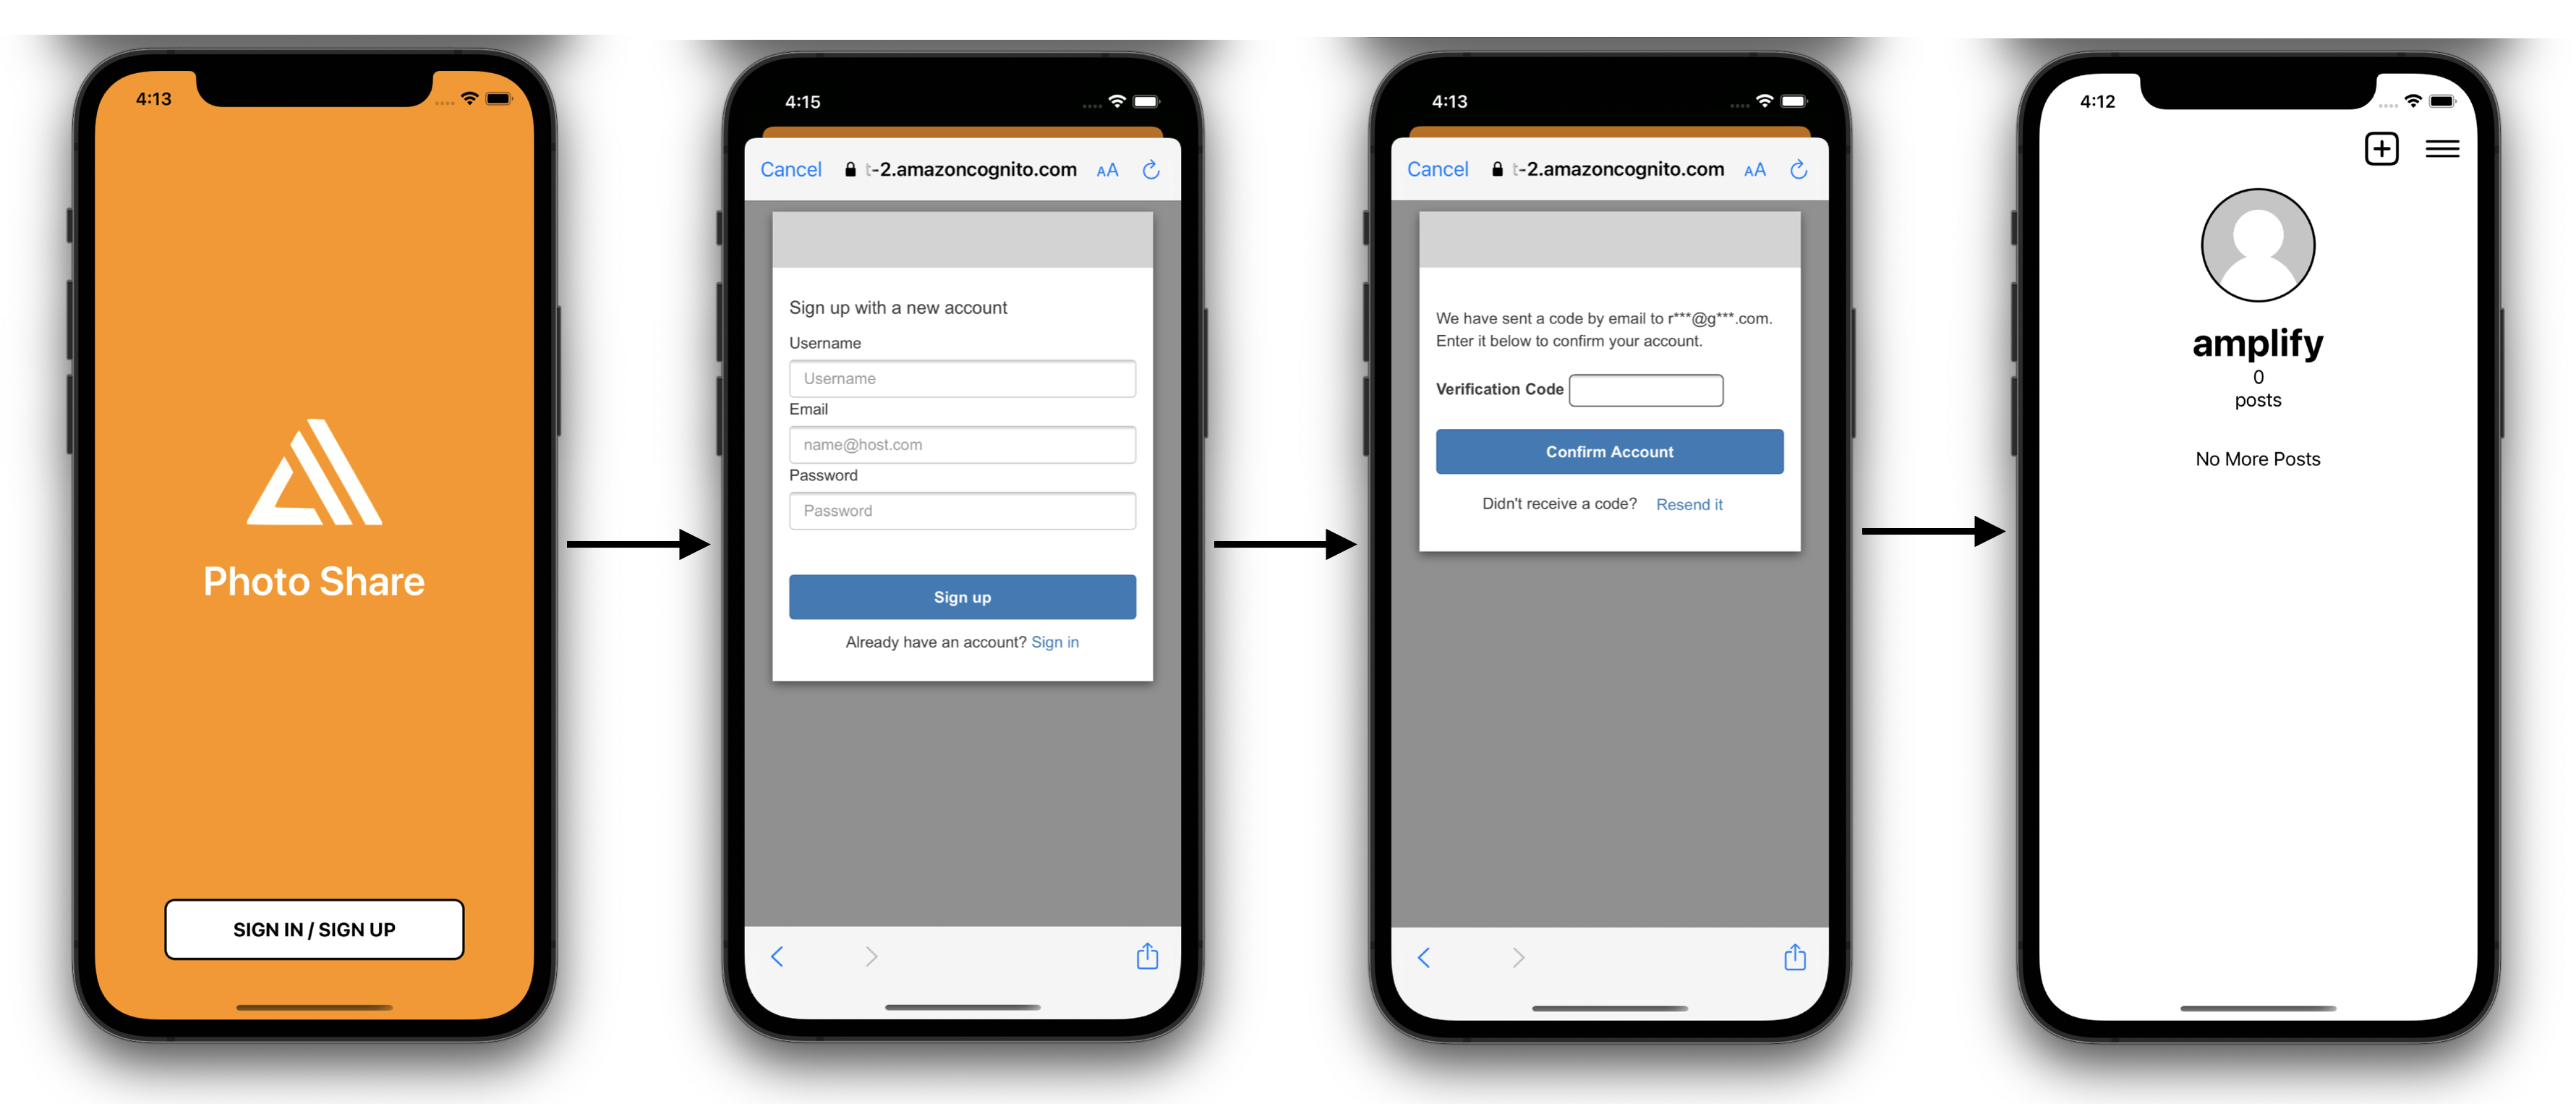 4:13
Photo Share
SIGN IN / SIGN UP
4:15
Cancel
t-2.amazoncognito.com
AA
Sign up with a new account
Username
Username
Email
name@host.com
Password
Password
Sign up
Already have an account? Sign in
4:13
Cancel
t-2.amazoncognito.com
AA
We have sent a code by email to r***@g***.com.
Enter it below to confirm your account.
Verification Code
Confirm Account
Didn't receive a code? Resend it
4:12
amplify
0
posts
No More Posts